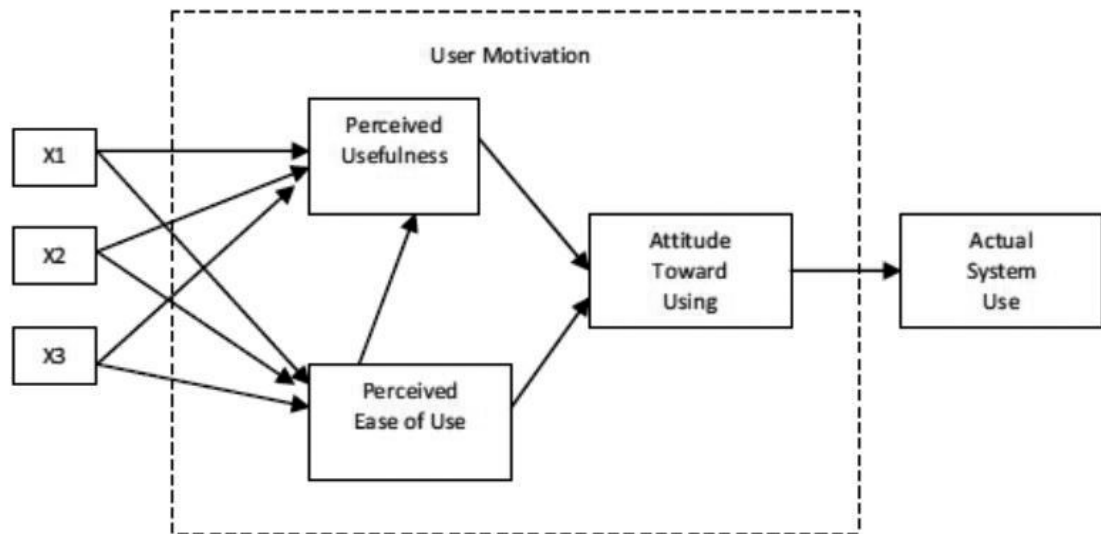 User Motivation
X1
X2
X3
Perceived
Usefulness
Perceived
Ease of Use
Attitude
Toward
Using
Actual
System
Use